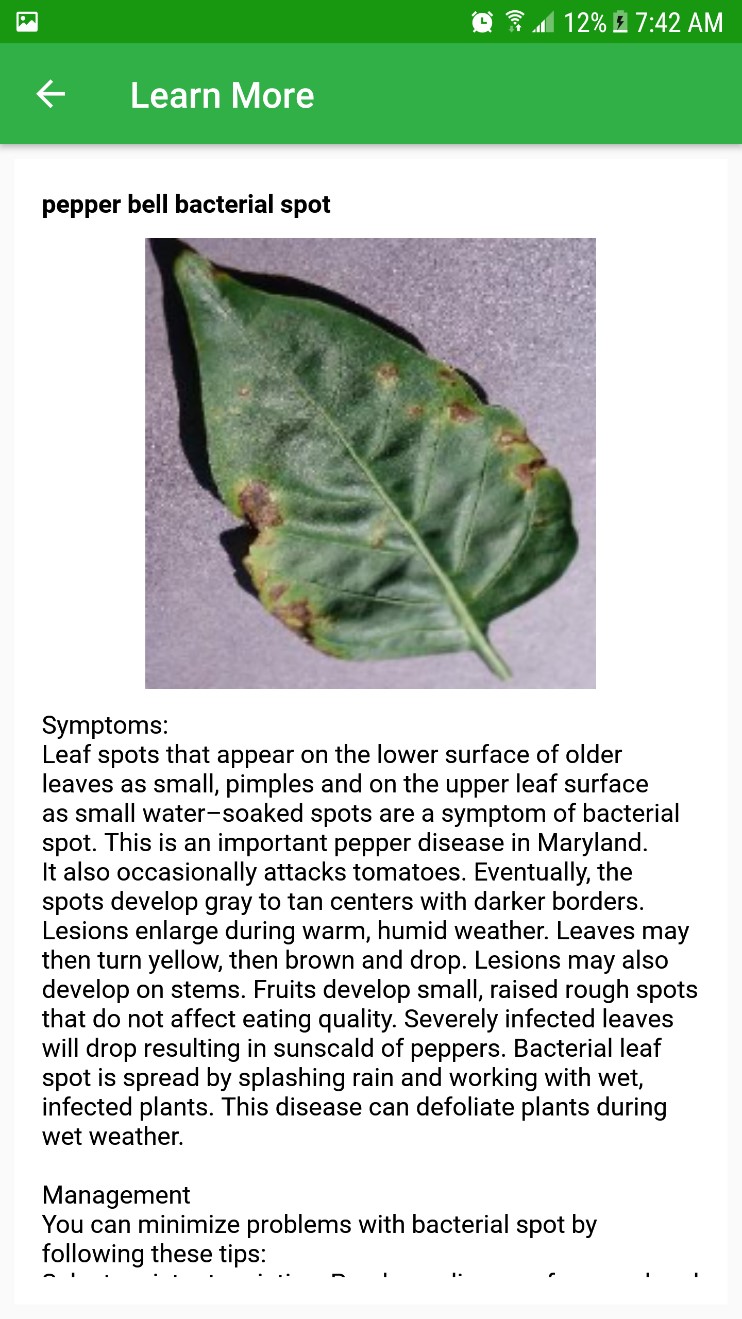 12% 7:42 AM
Learn More
pepper bell bacterial spot
Symptoms:
Leaf spots that appear on the lower surface of older
leaves as small, pimples and on the upper leaf surface
as small water–soaked spots are a symptom of bacterial
spot. This is an important pepper disease in Maryland.
It also occasionally attacks tomatoes. Eventually, the
spots develop gray to tan centers with darker borders.
Lesions enlarge during warm, humid weather. Leaves may
then turn yellow, then brown and drop. Lesions may also
develop on stems. Fruits develop small, raised rough spots
that do not affect eating quality. Severely infected leaves
will drop resulting in sunscald of peppers. Bacterial leaf
spot is spread by splashing rain and working with wet,
infected plants. This disease can defoliate plants during
wet weather.
Management
You can minimize problems with bacterial spot by
following these tips: